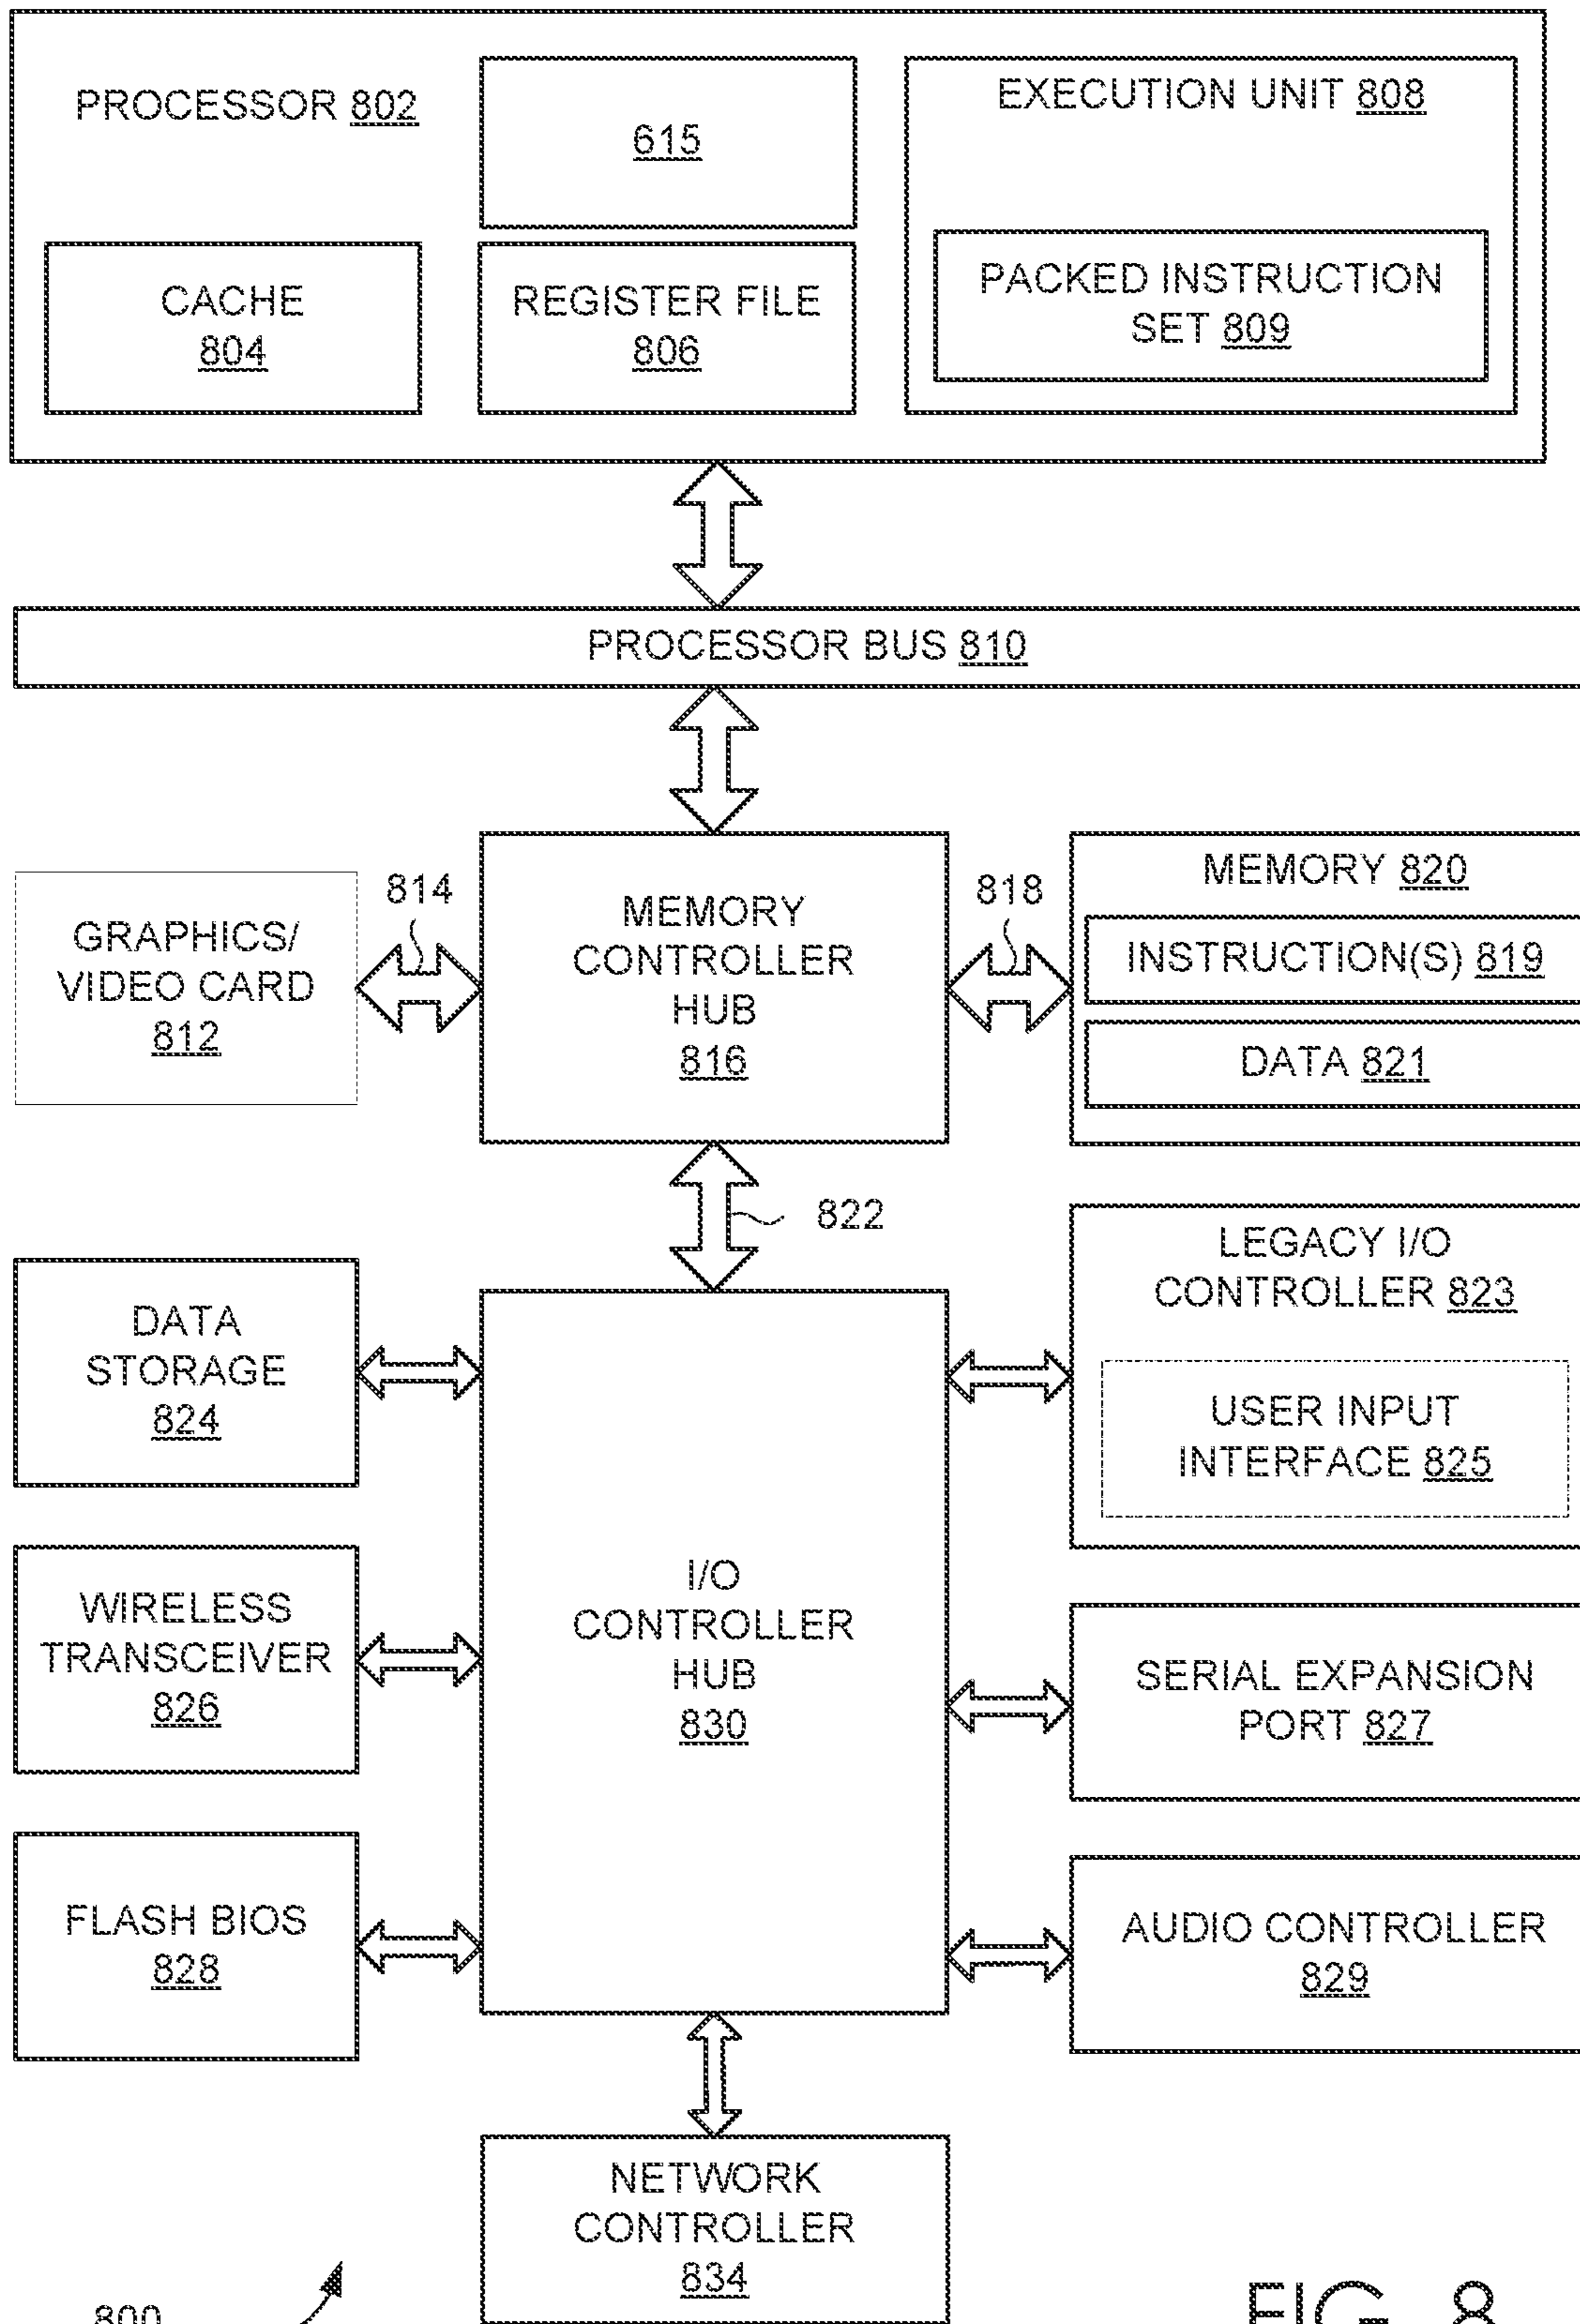 PROCESSOR 802
615
EXECUTION UNIT 808
CACHE
804
REGISTER FILE
806
PACKED INSTRUCTION
SET 809
PROCESSOR BUS 810
GRAPHICS/
VIDEO CARD
812
814
MEMORY
CONTROLLER
HUB
816
818
MEMORY 820
INSTRUCTION(S) 819
DATA 821
822
DATA
STORAGE
824
LEGACY I/O
CONTROLLER 823
USER INPUT
INTERFACE 825
WIRELESS
TRANSCEIVER
826
I/O
CONTROLLER
HUB
830
SERIAL EXPANSION
PORT 827
FLASH BIOS
828
AUDIO CONTROLLER
829
NETWORK
CONTROLLER
834
800
FIG. 8